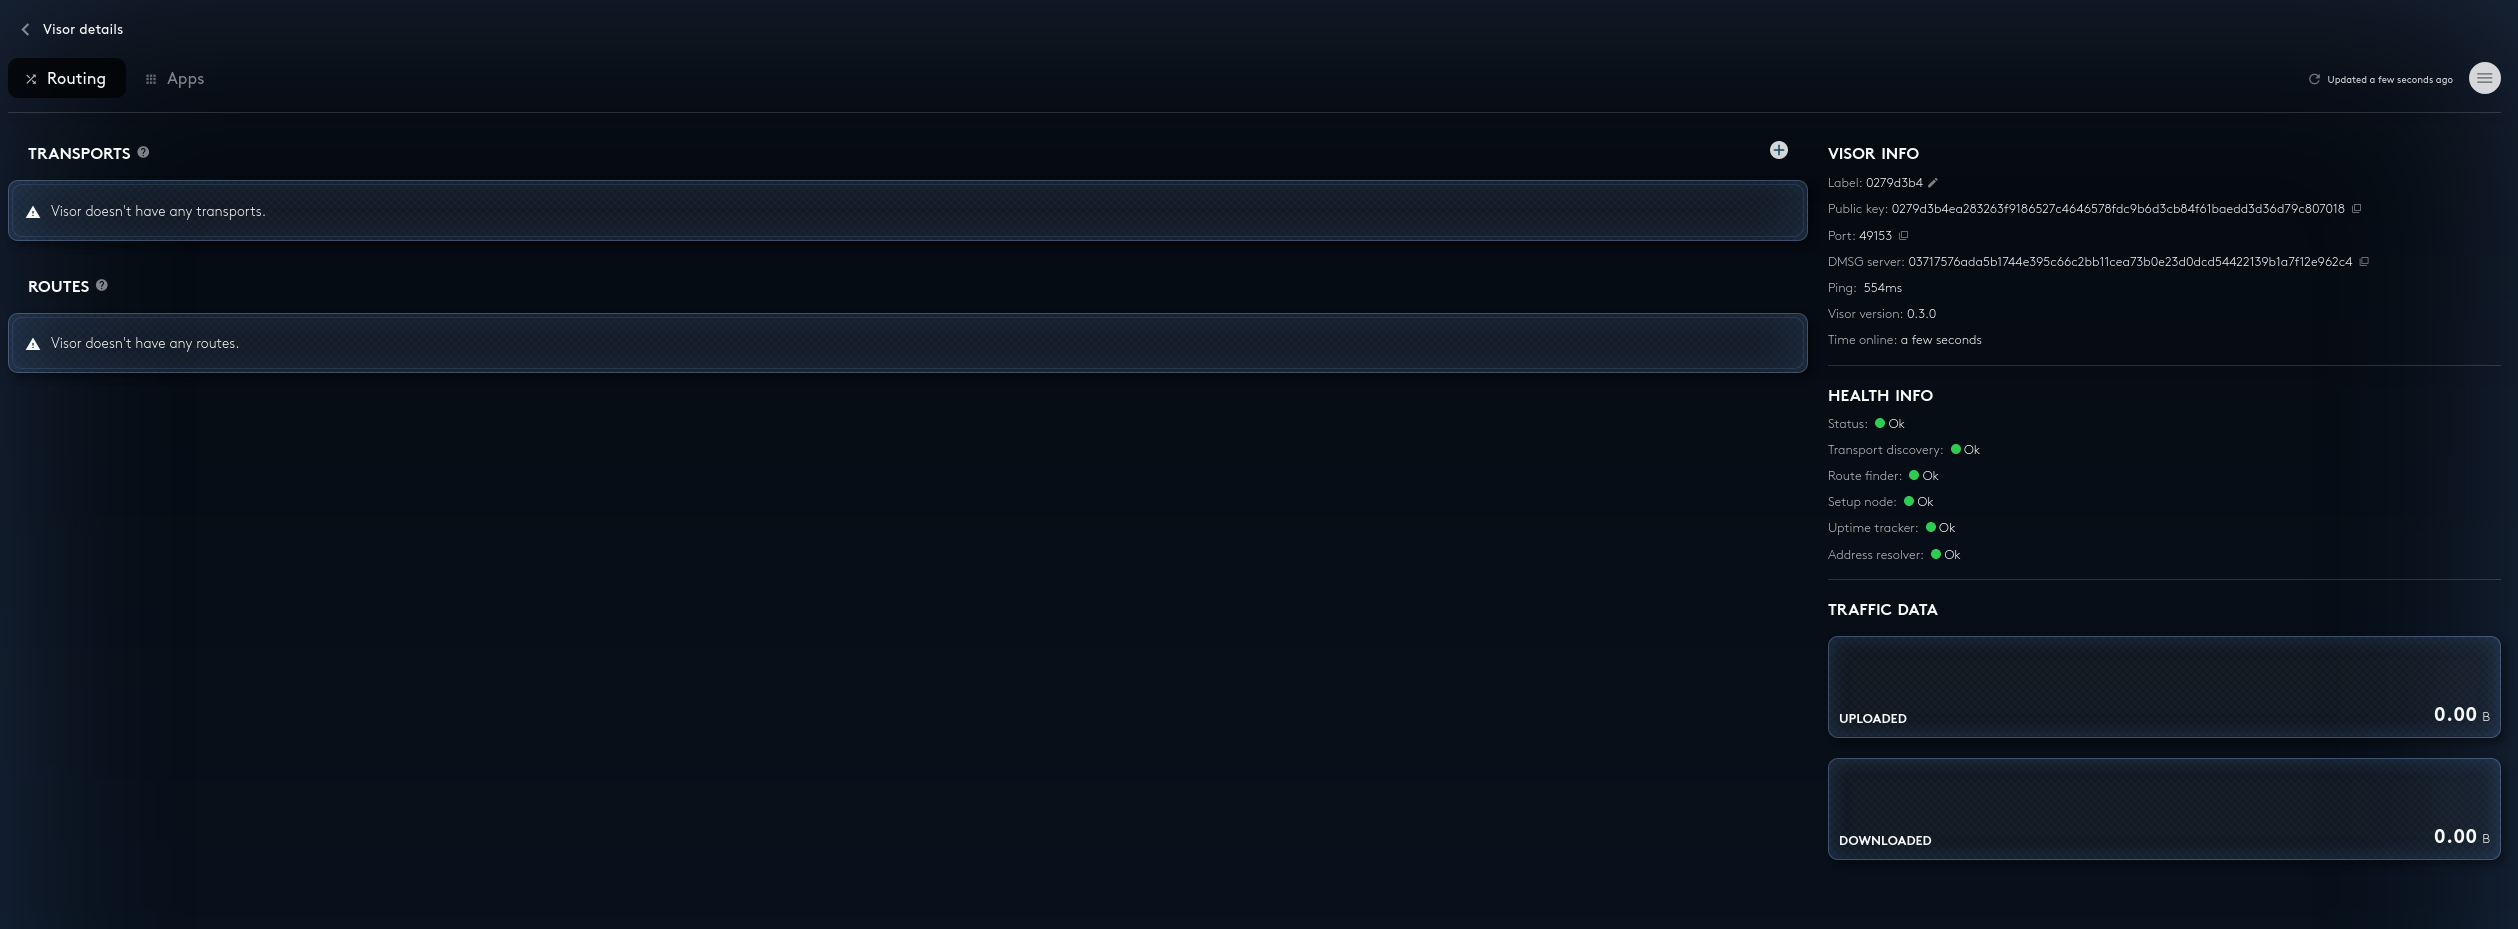 Visor details
Routing
Apps
Updated a few seconds ago
TRANSPORTS
Visor doesn't have any transports.
ROUTES
Visor doesn't have any routes.
VISOR INFO
Label: 0279d3b4
Public key: 0279d3b4ea283263f9186527c4646578fdc9b6d3cb84f61baedd3d36d79c807018
Port: 49153
DMSG server: 03717576ada5b1744e395c66c2bb11cea73b0e23d0dcd54422139b1a7f12e962c4
Ping: 554ms
Visor version: 0.3.0
Time online: a few seconds
HEALTH INFO
Status: Ok
Transport discovery: Ok
Route finder: Ok
Setup node: Ok
Uptime tracker: Ok
Address resolver: Ok
TRAFFIC DATA
UPLOADED 0.00 B
DOWNLOADED 0.00 B